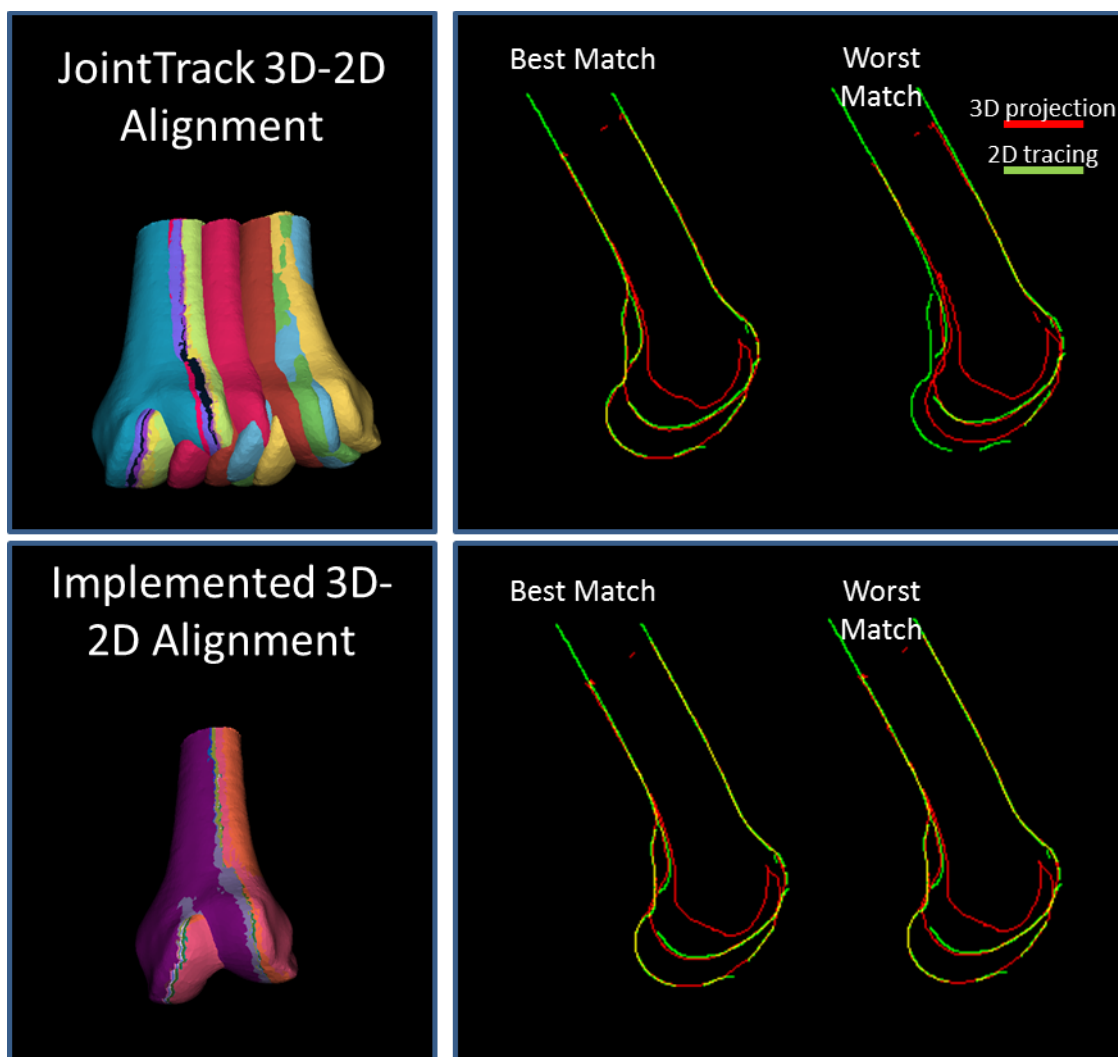 JointTrack 3D-2D
Alignment
Best Match
Worst
Match
3D projection
2D tracing
Implemented 3D-
2D Alignment
Best Match
Worst
Match